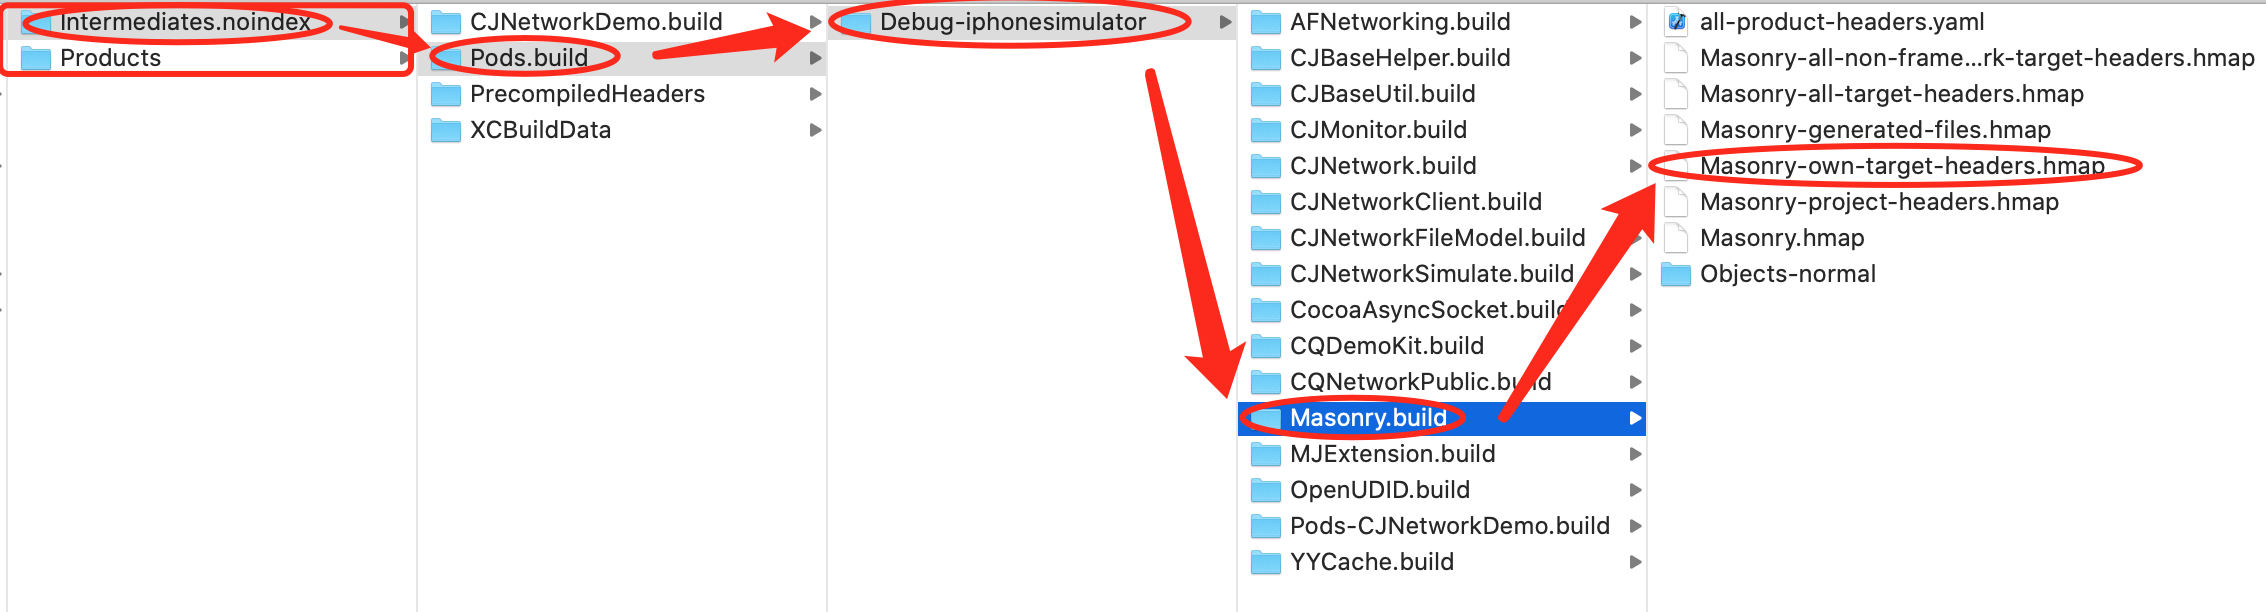 Intermediates.noindex
Products
CJNetworkDemo.build
Pods.build
PrecompiledHeaders
XCBuildData
Debug-iphonesimulator
AFNetworking.build
CJBaseHelper.build
CJBaseUtil.build
CJMonitor.build
CJNetwork.build
CJNetworkClient.build
CJNetworkFileModel.build
CJNetworkSimulate.build
CocoaAsyncSocket.build
CQDemoKit.build
CQNetworkPublic.build
Masonry.build
MJExtension.build
OpenUDID.build
Pods-CJNetworkDemo.build
YYCache.build
all-product-headers.yaml
Masonry-all-non-frame...rk-target-headers.hmap
Masonry-all-target-headers.hmap
Masonry-generated-files.hmap
Masonry-own-target-headers.hmap
Masonry-project-headers.hmap
Masonry.hmap
Objects-normal